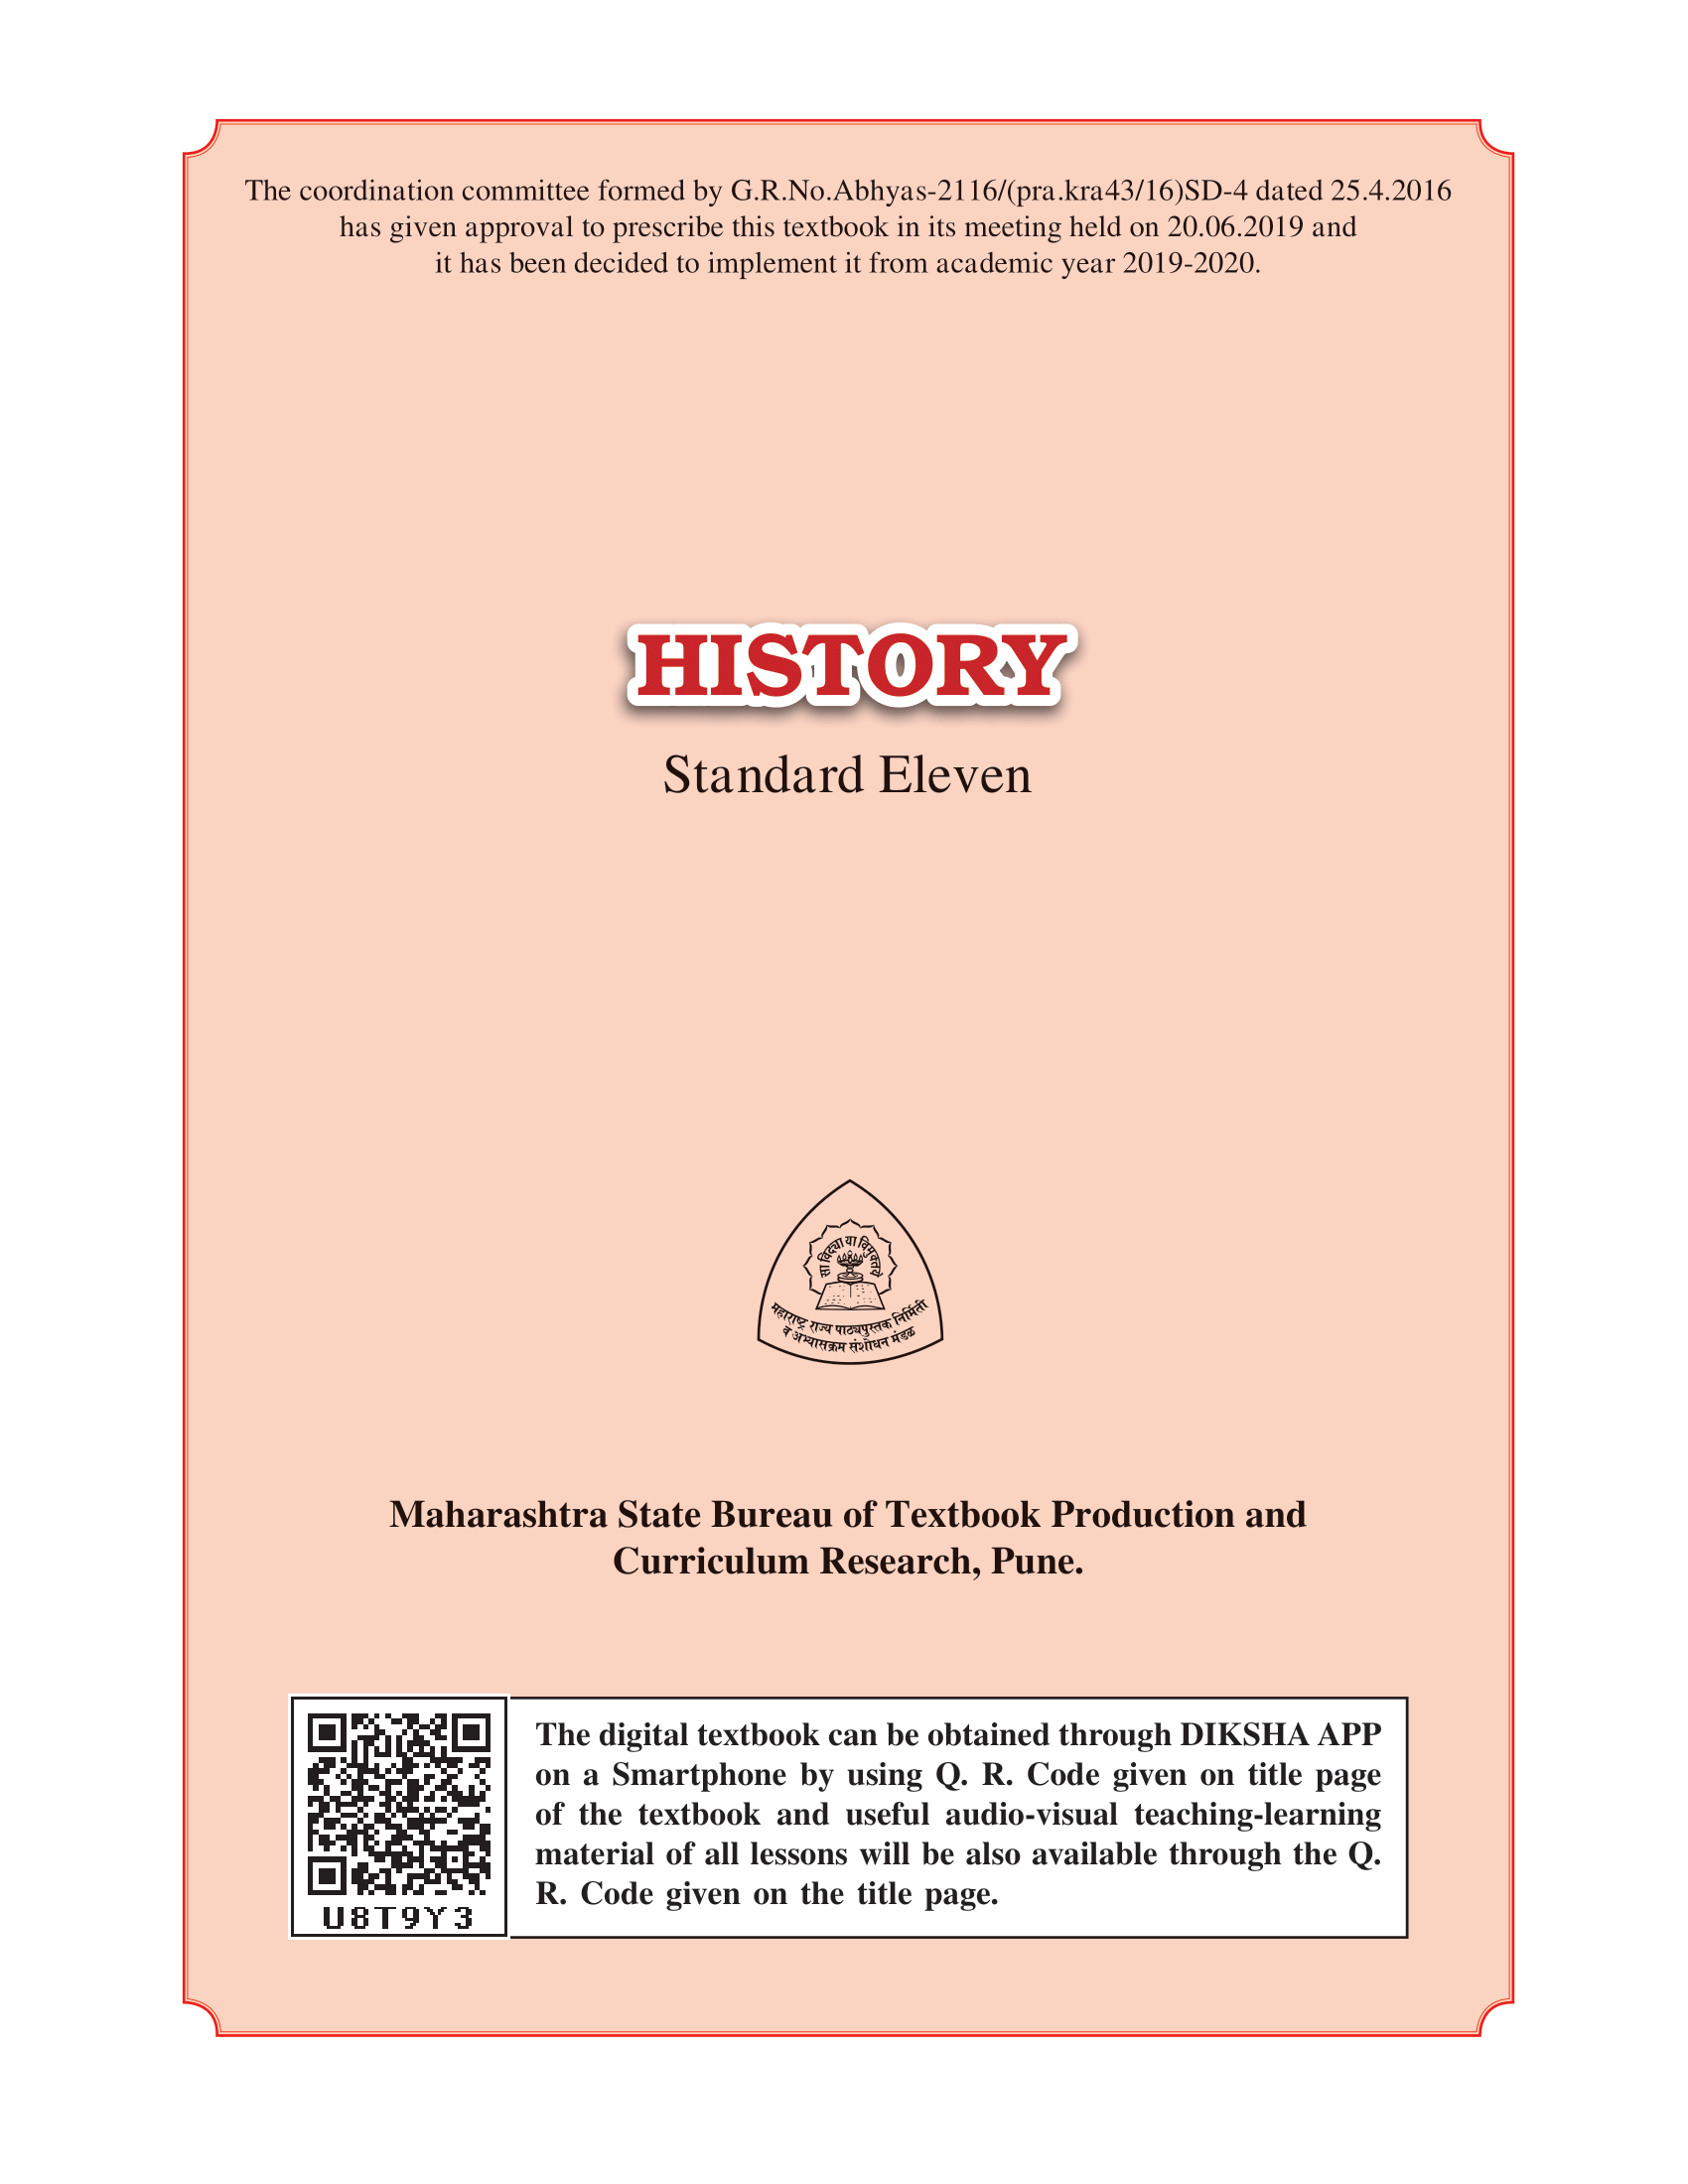 The coordination committee formed by G.R.No.Abhyas-2116/(pra.kra43/16)SD-4 dated 25.4.2016
has given approval to prescribe this textbook in its meeting held on 20.06.2019 and
it has been decided to implement it from academic year 2019-2020.
HISTORY
Standard Eleven
सा विद्या या विमुक्तये
महाराष्ट्र राज्य पाठ्यपुस्तक निर्मिती
व अभ्यासक्रम संशोधन मंडळ
Maharashtra State Bureau of Textbook Production and
Curriculum Research, Pune.
The digital textbook can be obtained through DIKSHA APP
on a Smartphone by using Q. R. Code given on title page
of the textbook and useful audio-visual teaching-learning
material of all lessons will be also available through the Q.
R. Code given on the title page.
U8T9Y3